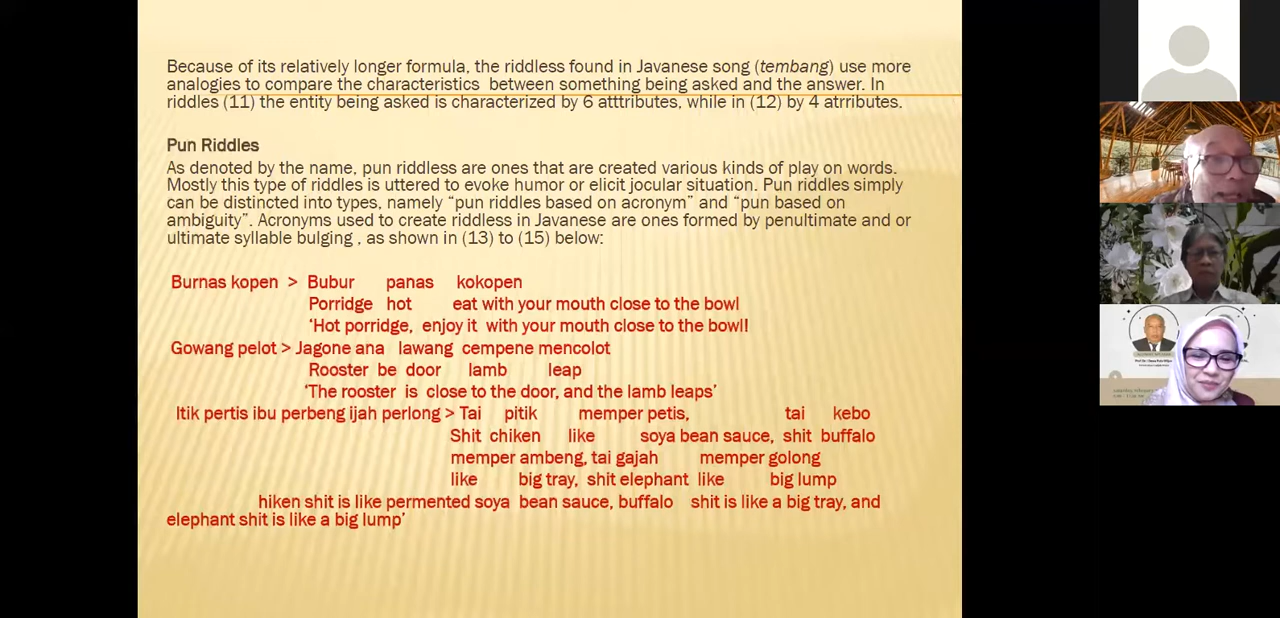 Because of its relatively longer formula, the riddless found in Javanese song (tembang) use more
analogies to compare the characteristics between something being asked and the answer. In
riddles (11) the entity being asked is characterized by 6 atttributes, while in (12) by 4 atrributes.
Pun Riddles
As denoted by the name, pun riddless are ones that are created various kinds of play on words.
Mostly this type of riddles is uttered to evoke humor or elicit jocular situation. Pun riddles simply
can be distincted into types, namely “pun riddles based on acronym” and “pun based on
ambiguity”. Acronyms used to create riddless in Javanese are ones formed by penultimate and or
ultimate syllable bulging , as shown in (13) to (15) below:
Burnas kopen > Bubur panas kokopen
Porridge hot eat with your mouth close to the bowl
‘Hot porridge, enjoy it with your mouth close to the bowl!
Gowang pelot > Jagone ana lawang cempene mencolot
Rooster be door lamb leap
‘The rooster is close to the door, and the lamb leaps’
Itik pertis ibu perbeng ijah perlong > Tai pitik memper petis, tai kebo
Shit chiken like soya bean sauce, shit buffalo
memper ambeng, tai gajah memper golong
like big tray, shit elephant like big lump
hiken shit is like permented soya bean sauce, buffalo shit is like a big tray, and
elephant shit is like a big lump’